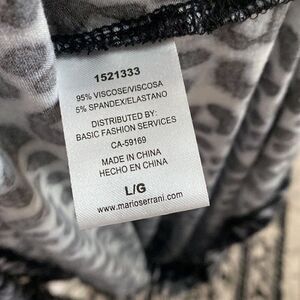 1521333
95% VISCOSE/VISCOSA
5% SPANDEX/ELASTANO
DISTRIBUTED BY:
BASIC FASHION SERVICES
CA-59169
MADE IN CHINA
HECHO EN CHINA
L/G
www.marioserrani.com